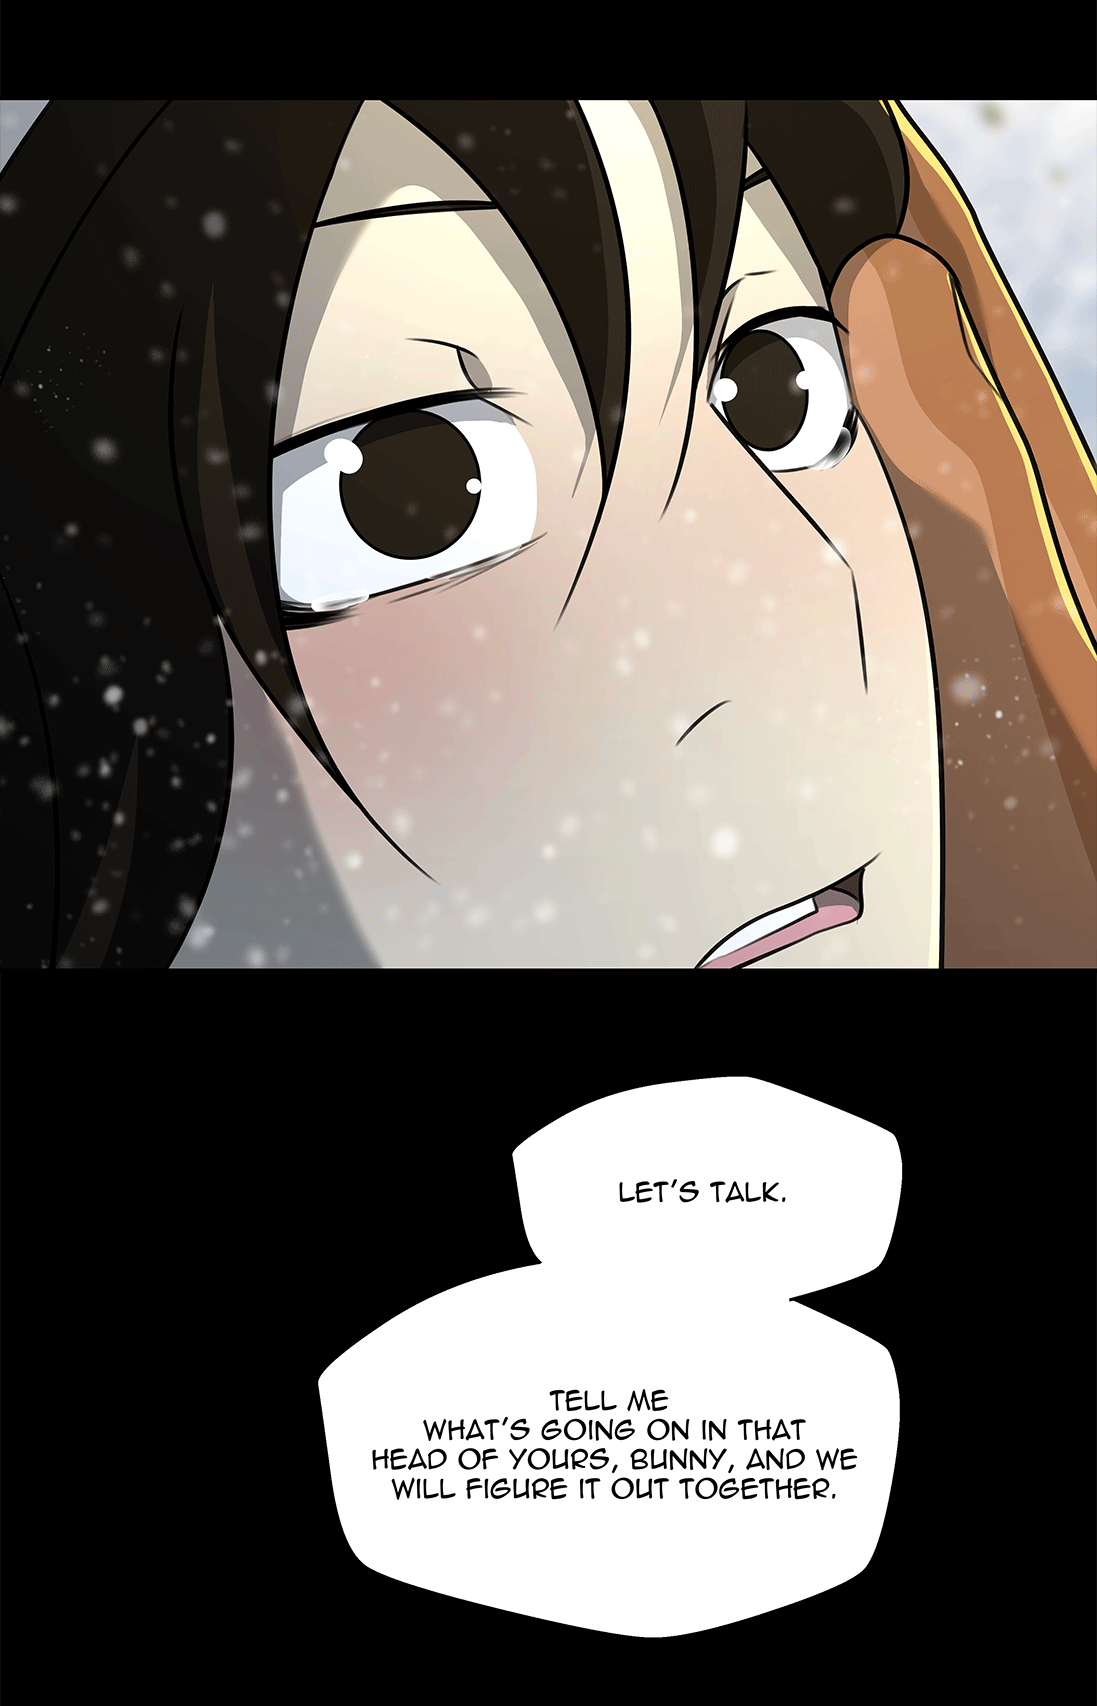 LET'S TALK.
TELL ME
WHAT'S GOING ON IN THAT
HEAD OF YOURS, BUNNY, AND WE
WILL FIGURE IT OUT TOGETHER.